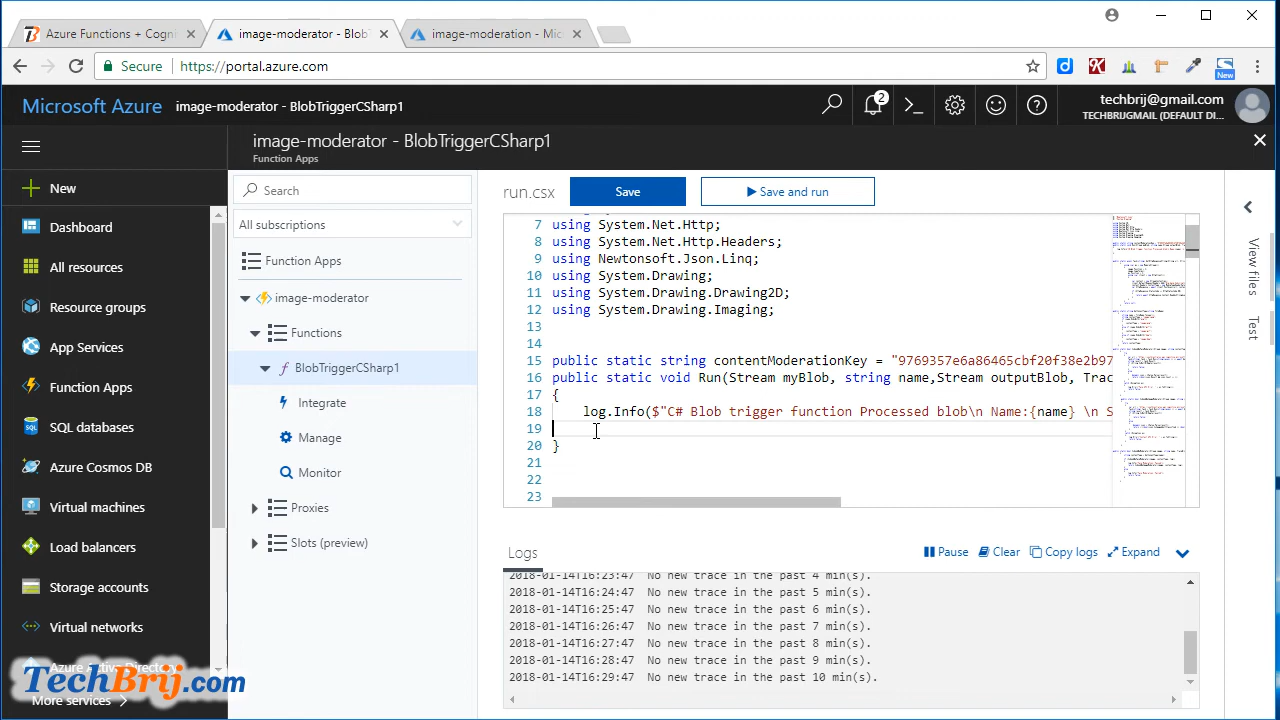 Azure Functions + Cogni
image-moderator - BlobT
image-moderation - Mic
Secure
https://portal.azure.com
New
Microsoft Azure
image-moderator - BlobTriggerCSharp1
2
techbrij@gmail.com
TECHBRIJGMAIL (DEFAULT DI...
image-moderator - BlobTriggerCSharp1
Function Apps
New
Dashboard
All resources
Resource groups
App Services
Function Apps
SQL databases
Azure Cosmos DB
Virtual machines
Load balancers
Storage accounts
Virtual networks
Azure Active Directory
More services
TechBrij.com
Search
All subscriptions
Function Apps
image-moderator
Functions
BlobTriggerCSharp1
Integrate
Manage
Monitor
Proxies
Slots (preview)
run.csx
Save
Save and run
7 using System.Net.Http;
8 using System.Net.Http.Headers;
9 using Newtonsoft.Json.Linq;
10 using System.Drawing;
11 using System.Drawing.Drawing2D;
12 using System.Drawing.Imaging;
13
14
15 public static string contentModerationKey = "9769357e6a86465cbf20f38e2b97
16 public static void Run(Stream myBlob, string name,Stream outputBlob, Trac
17 {
18 log.Info($"C# Blob trigger function Processed blob\n Name:{name} \n S
19
20 }
21
22
23
View files
Test
Logs
Pause
Clear
Copy logs
Expand
2018-01-14T16:23:47 No new trace in the past 4 min(s).
2018-01-14T16:24:47 No new trace in the past 5 min(s).
2018-01-14T16:25:47 No new trace in the past 6 min(s).
2018-01-14T16:26:47 No new trace in the past 7 min(s).
2018-01-14T16:27:47 No new trace in the past 8 min(s).
2018-01-14T16:28:47 No new trace in the past 9 min(s).
2018-01-14T16:29:47 No new trace in the past 10 min(s).